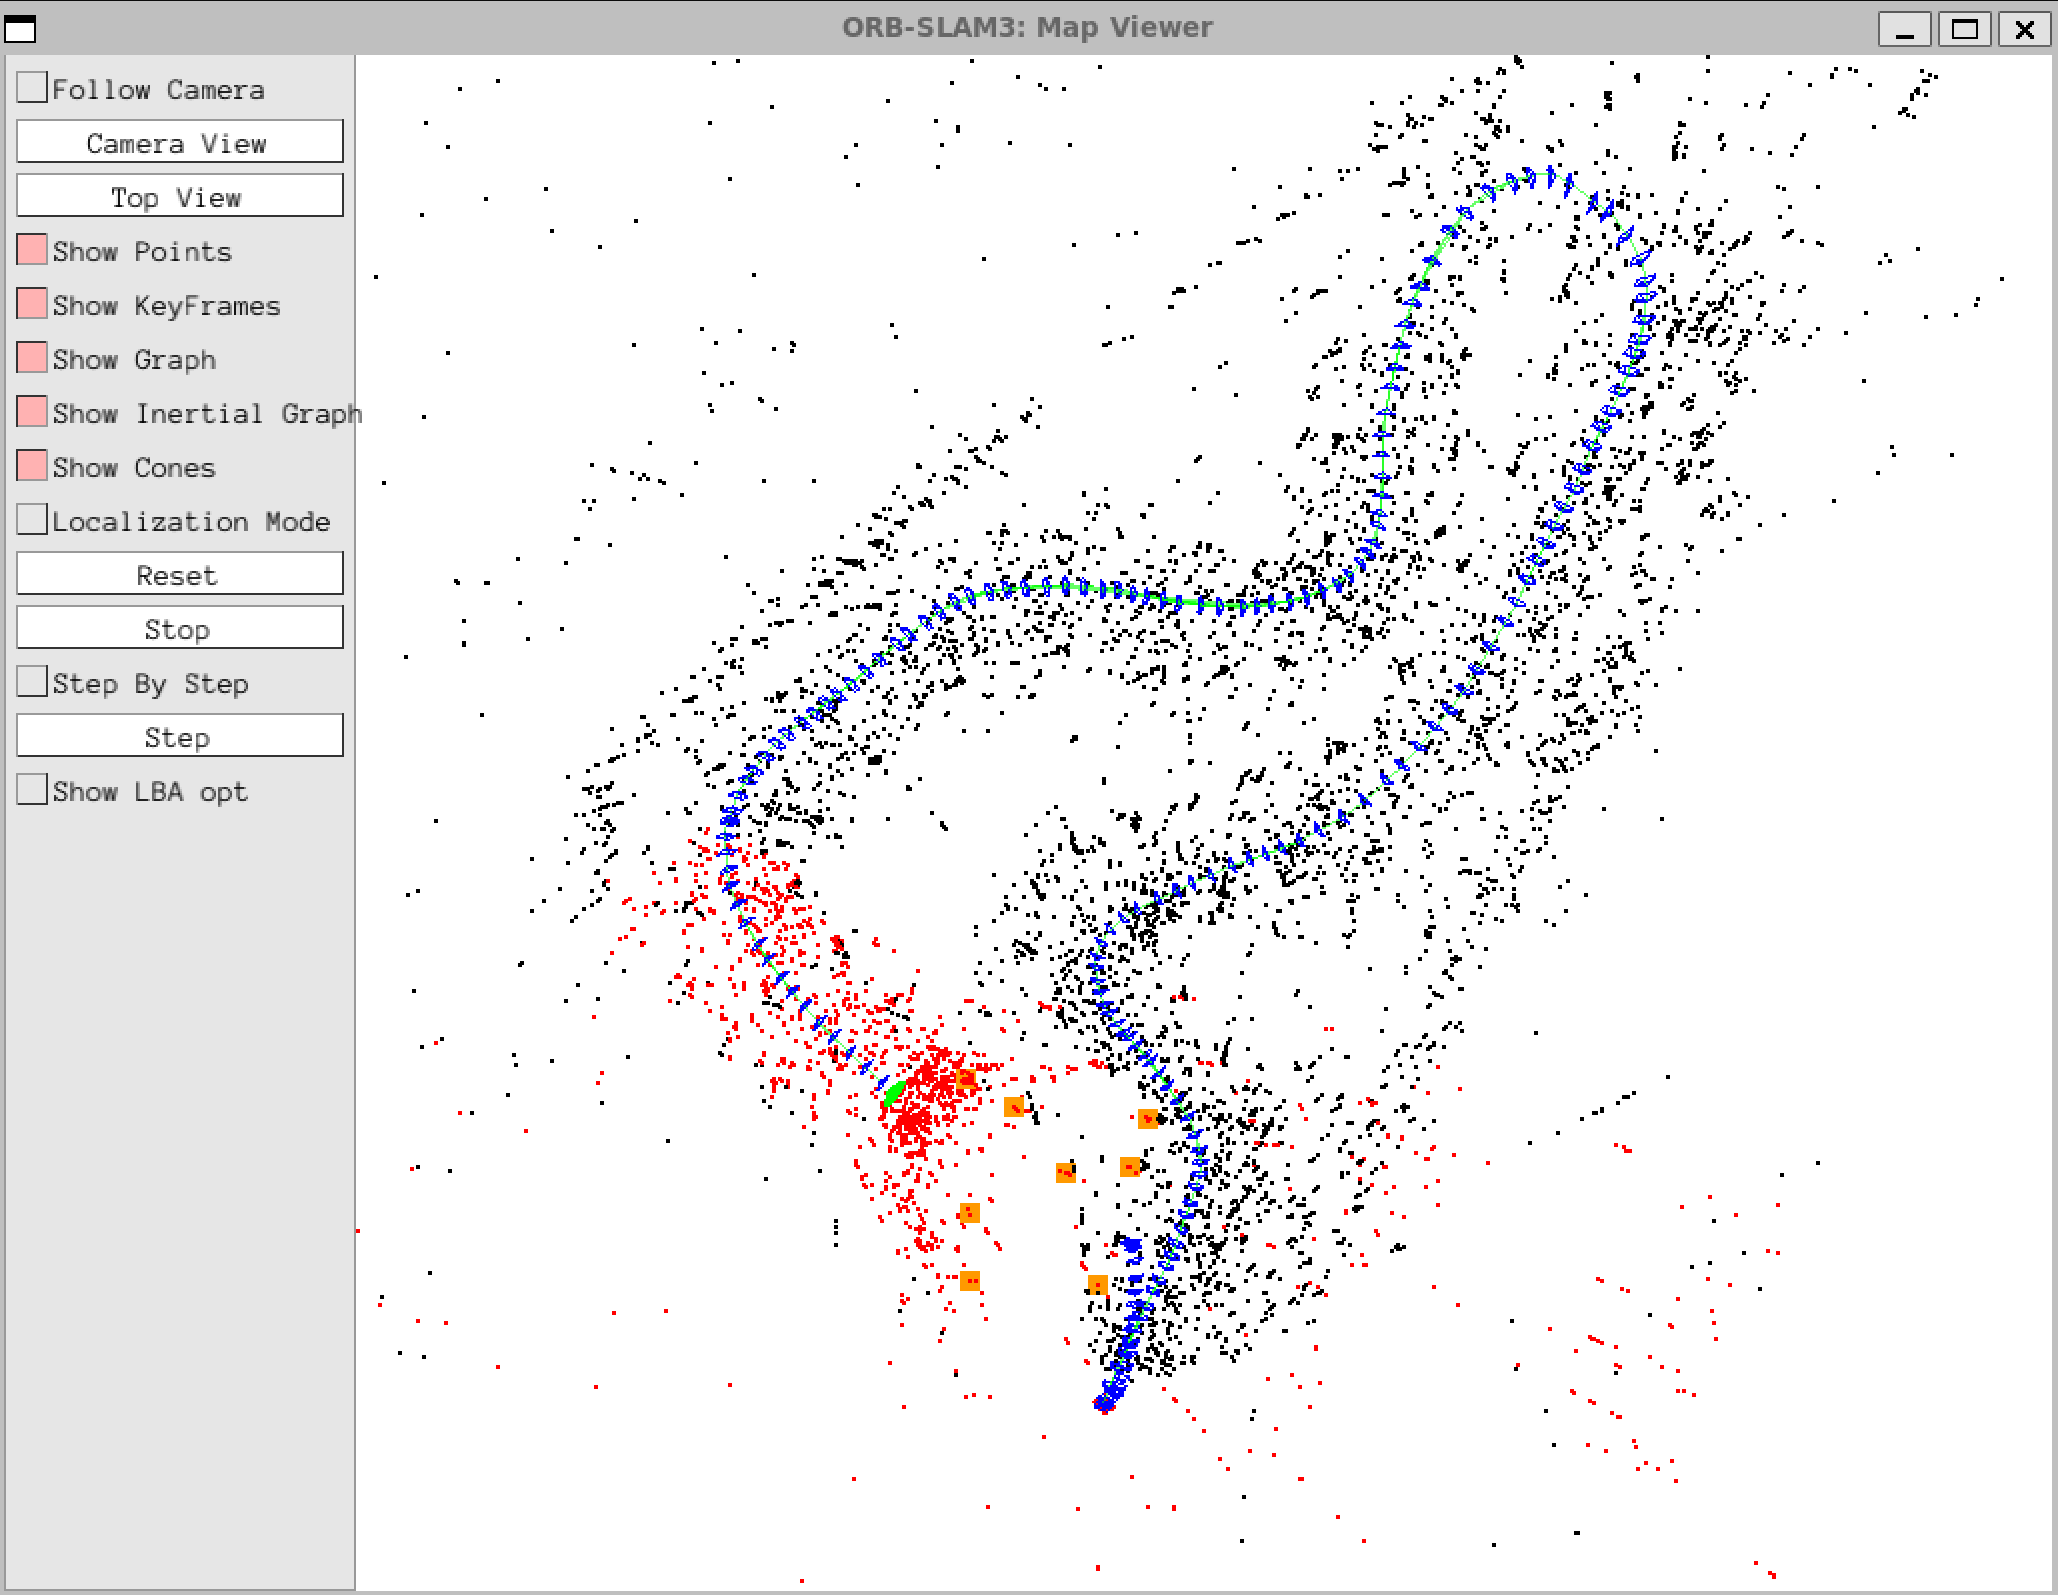 ORB-SLAM3: Map Viewer
Follow Camera
Camera View
Top View
Show Points
Show KeyFrames
Show Graph
Show Inertial Graph
Show Cones
Localization Mode
Reset
Stop
Step By Step
Step
Show LBA opt